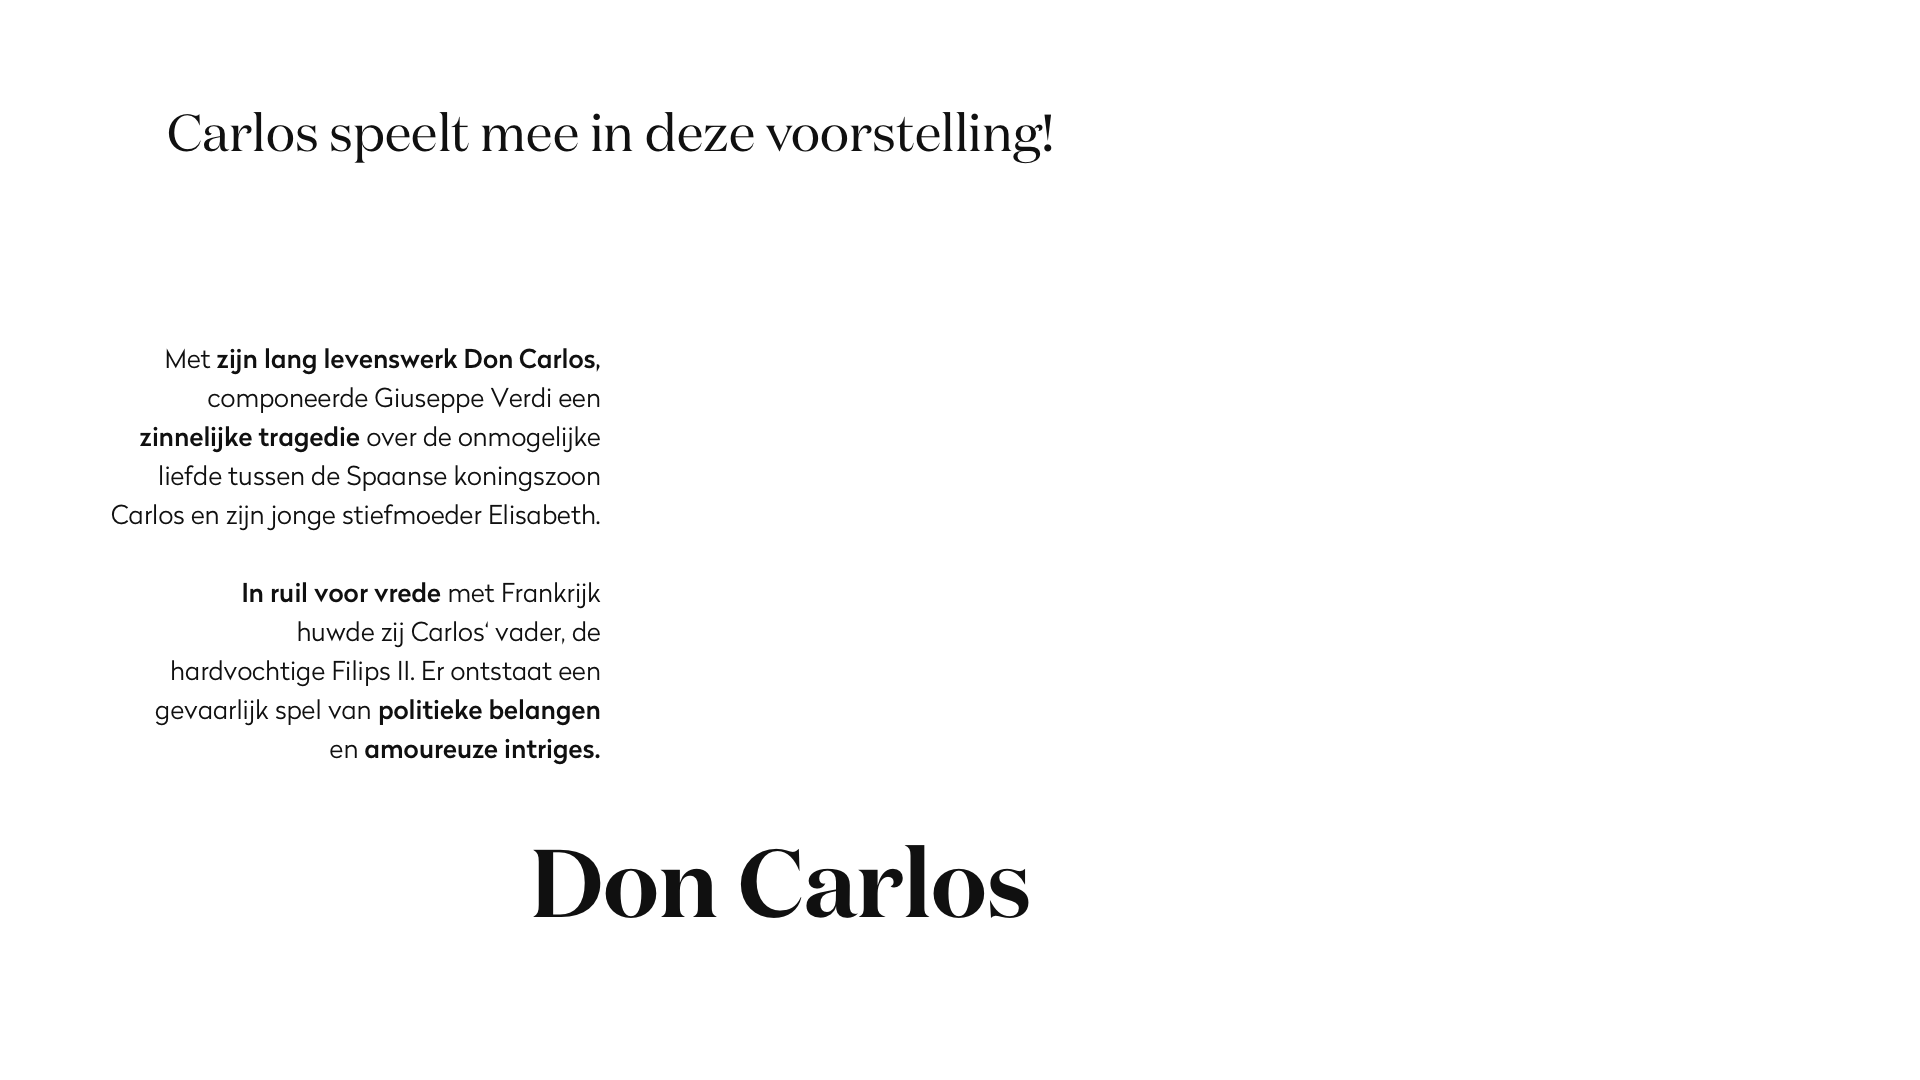 Carlos speelt mee in deze voorstelling!
Met zijn lang levenswerk Don Carlos,
componeerde Giuseppe Verdi een
zinnelijke tragedie over de onmogelijke
liefde tussen de Spaanse koningszoon
Carlos en zijn jonge stiefmoeder Elisabeth.
In ruil voor vrede met Frankrijk
huwde zij Carlos‘ vader, de
hardvochtige Filips II. Er ontstaat een
gevaarlijk spel van politieke belangen
en amoureuze intriges.
Don Carlos